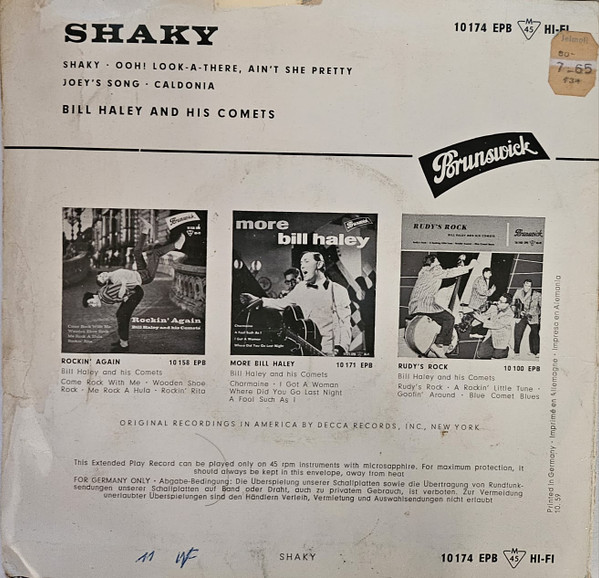 SHAKY
10 174 EPB M 45 HI-FI
SHAKY · OOH! LOOK-A-THERE, AIN'T SHE PRETTY
JOEY'S SONG · CALDONIA
BILL HALEY AND HIS COMETS
7-65
Brunswick
Rockin' Again
Bill Haley and his Comets
more
bill haley
RUDY'S ROCK
Brunswick
ROCKIN' AGAIN 10 158 EPB
Bill Haley and his Comets
Come Rock With Me · Wooden Shoe
Rock · Me Rock A Hula · Rockin' Rita
MORE BILL HALEY 10 171 EPB
Bill Haley and his Comets
Charmaine · I Got A Woman
Where Did You Go Last Night
A Fool Such As I
RUDY'S ROCK 10 100 EPB
Bill Haley and his Comets
Rudy's Rock · A Rockin' Little Tune ·
Goofin' Around · Blue Comet Blues
ORIGINAL RECORDINGS IN AMERICA BY DECCA RECORDS, INC., NEW YORK
This Extended Play Record can be played only on 45 rpm instruments with microsapphire. For maximum protection, it
should always be kept in this envelope, away from heat
FOR GERMANY ONLY · Abgabe-Bedingung: Die Überspielung unserer Schallplatten sowie die Übertragung von Rundfunk-
sendungen unserer Schallplatten auf Band oder Draht, auch zu privatem Gebrauch, ist verboten. Zur Vermeidung
unerlaubter Überspielungen sind den Händlern Verleih, Vermietung und Auswahlsendungen nicht erlaubt
Printed in Germany · Imprimé en Allemagne · Impreso en Alemania
10. 59
11
SHAKY
10 174 EPB M 45 HI-FI